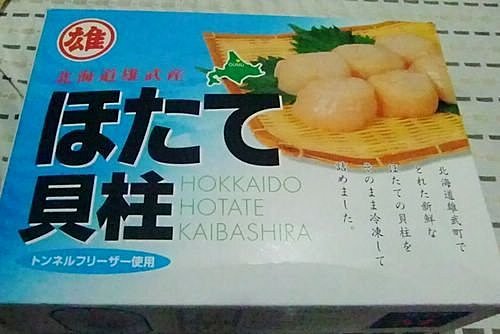 雄
北海道雄武産
OUMU
ほたて
貝柱
HOKKAIDO
HOTATE
KAIBASHIRA
トンネルフリーザー使用
北海道雄武町で
とれた新鮮な
ほたての貝柱を
そのまま冷凍して
詰めました。